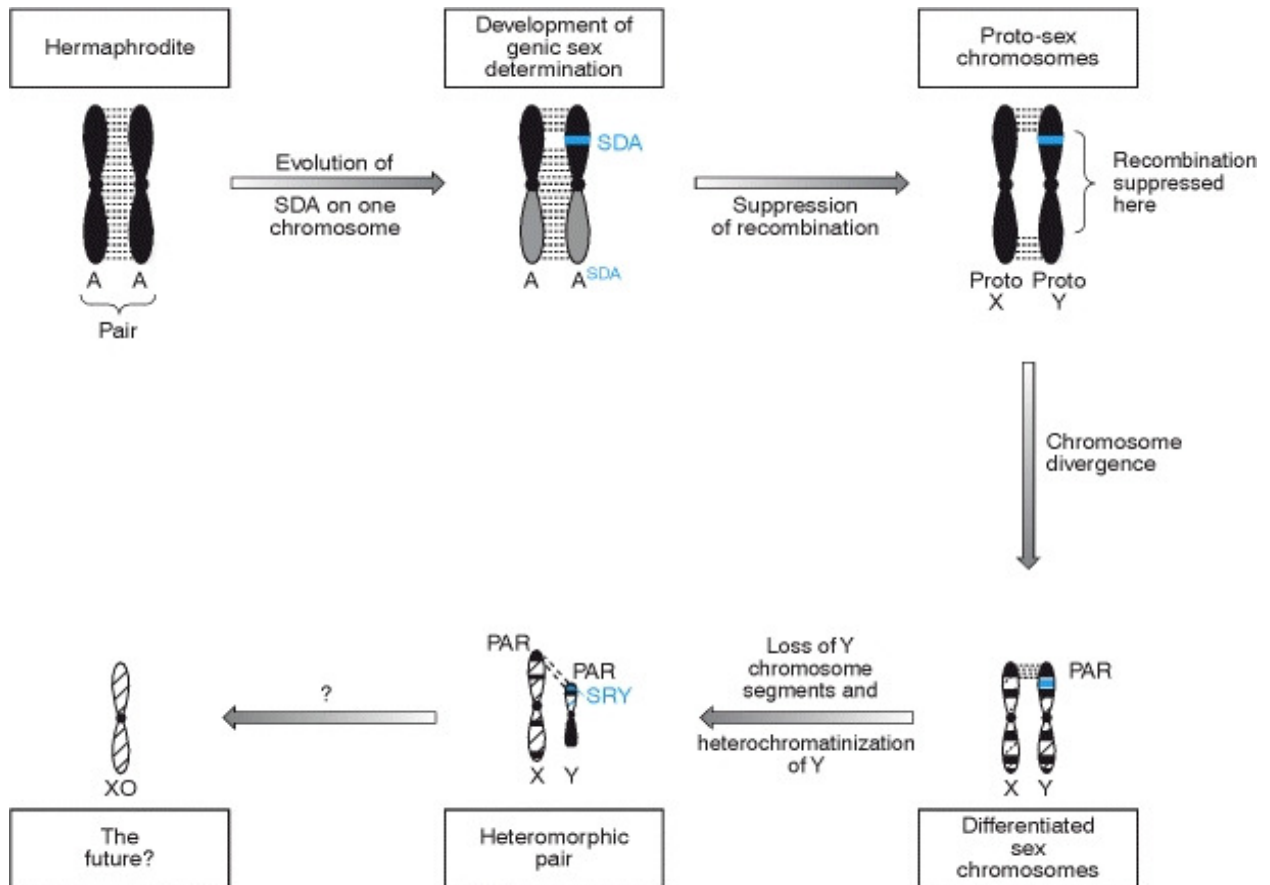 Hermaphrodite
Development of
genic sex
determination
Proto-sex
chromosomes
Evolution of
SDA on one
chromosome
SDA
Suppression
of recombination
Recombination
suppressed
here
A A
Pair
A A^SDA
Proto Proto
X Y
Chromosome
divergence
PAR
X Y
Differentiated
sex
chromosomes
Loss of Y
chromosome
segments and
heterochromatinization
of Y
PAR
PAR
SRY
X Y
Heteromorphic
pair
?
XO
The
future?